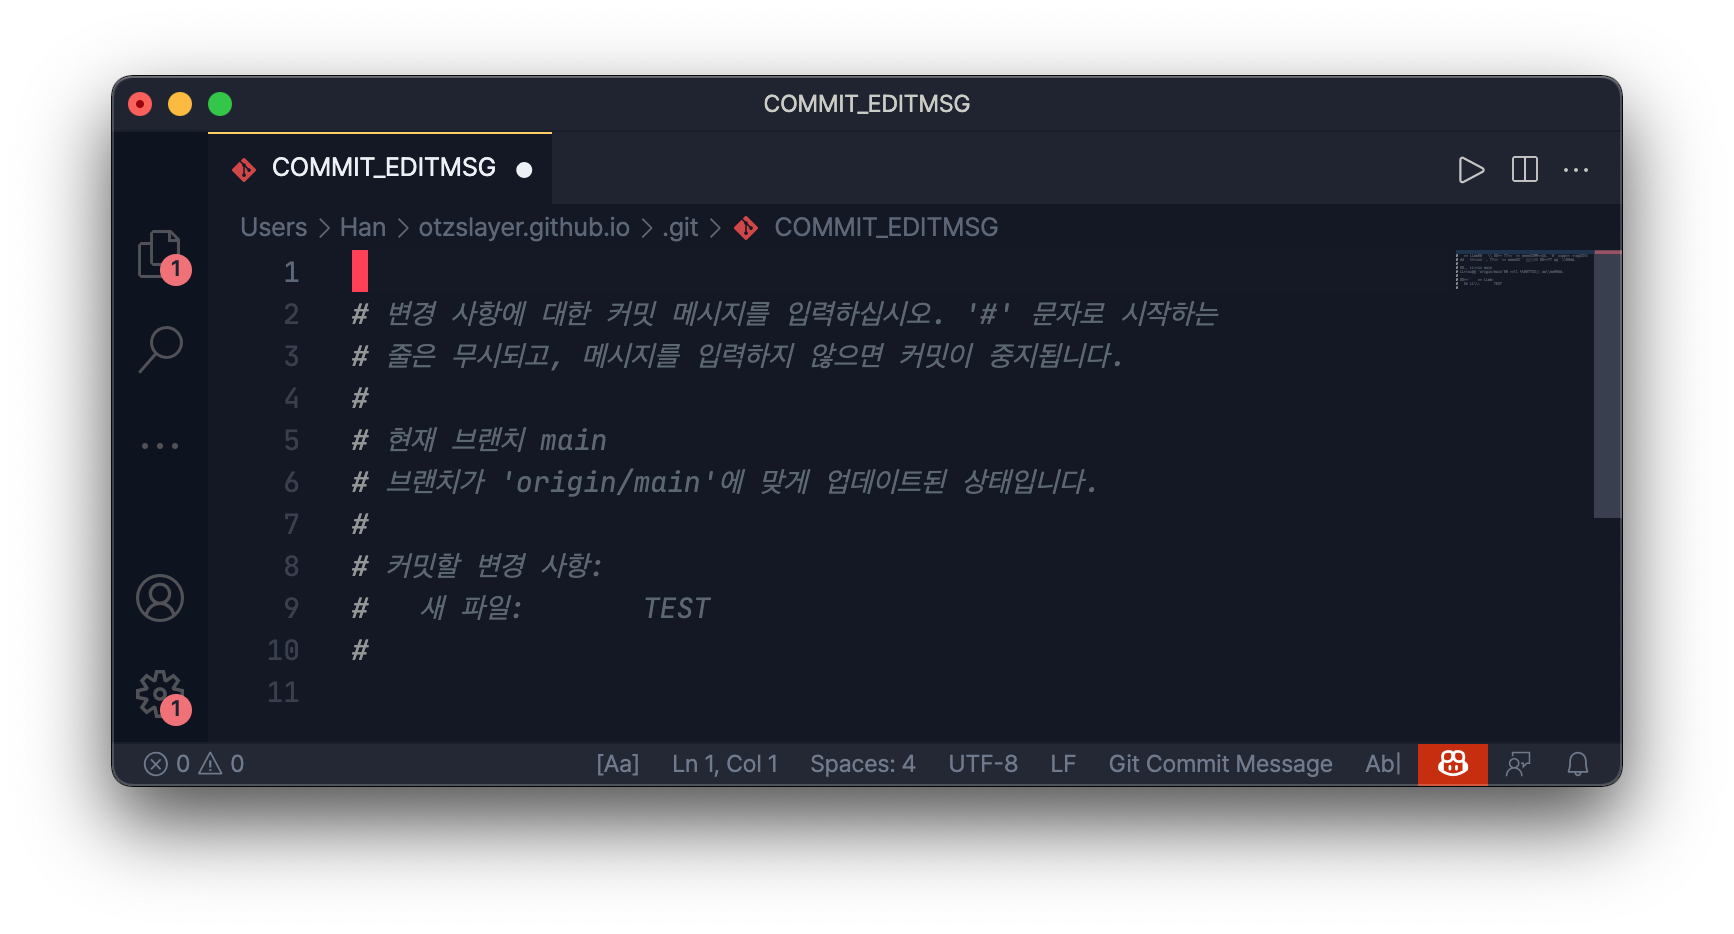 COMMIT_EDITMSG
COMMIT_EDITMSG
Users > Han > otzslayer.github.io > .git > COMMIT_EDITMSG
1
1
2 # 변경 사항에 대한 커밋 메시지를 입력하십시오. '#' 문자로 시작하는
3 # 줄은 무시되고, 메시지를 입력하지 않으면 커밋이 중지됩니다.
4 #
5 # 현재 브랜치 main
6 # 브랜치가 'origin/main'에 맞게 업데이트된 상태입니다.
7 #
8 # 커밋할 변경 사항:
9 # 새 파일: TEST
10 #
11
1
0 0 [Aa] Ln 1, Col 1 Spaces: 4 UTF-8 LF Git Commit Message Ab|